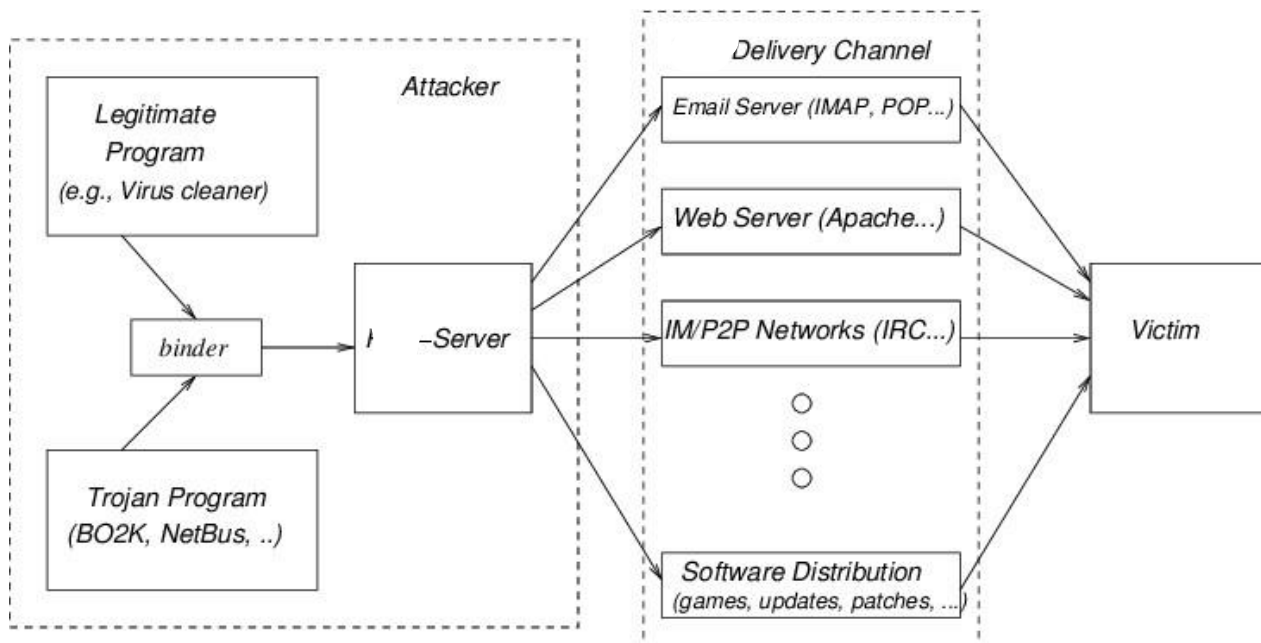 Attacker
Legitimate
Program
(e.g., Virus cleaner)
binder
Trojan Program
(BO2K, NetBus, ..)
–Server
Delivery Channel
Email Server (IMAP, POP...)
Web Server (Apache...)
IM/P2P Networks (IRC...)
Software Distribution
(games, updates, patches, ...)
Victim